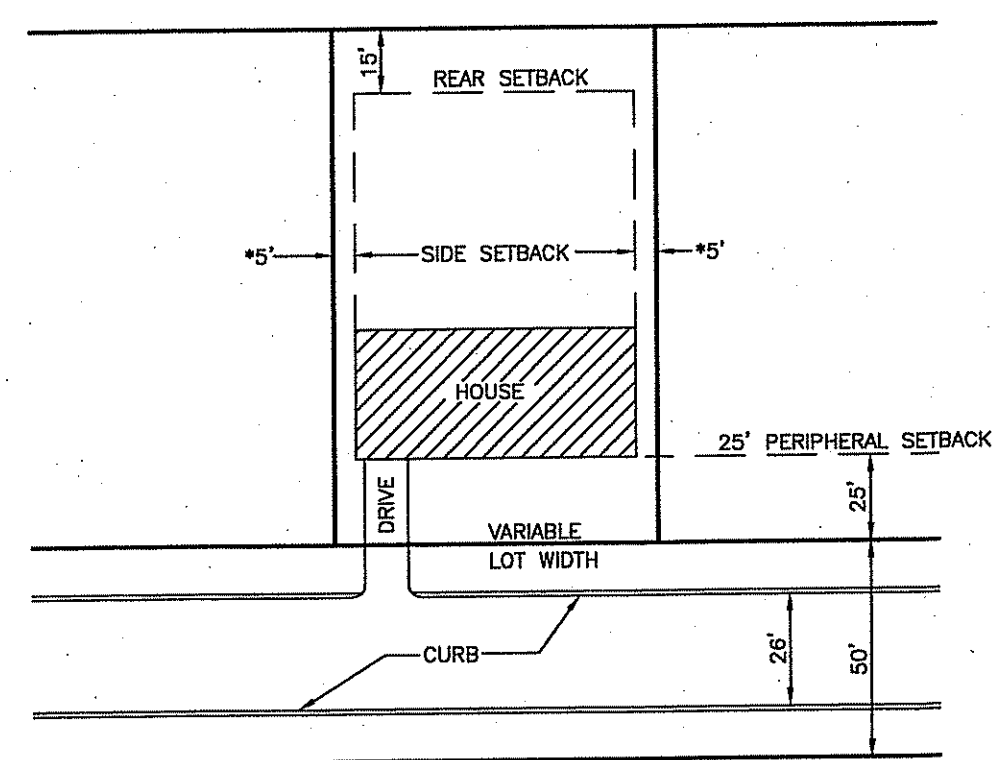 15'
REAR SETBACK
*5'
SIDE SETBACK
*5'
HOUSE
25' PERIPHERAL SETBACK
25'
DRIVE
VARIABLE
LOT WIDTH
CURB
26'
50'